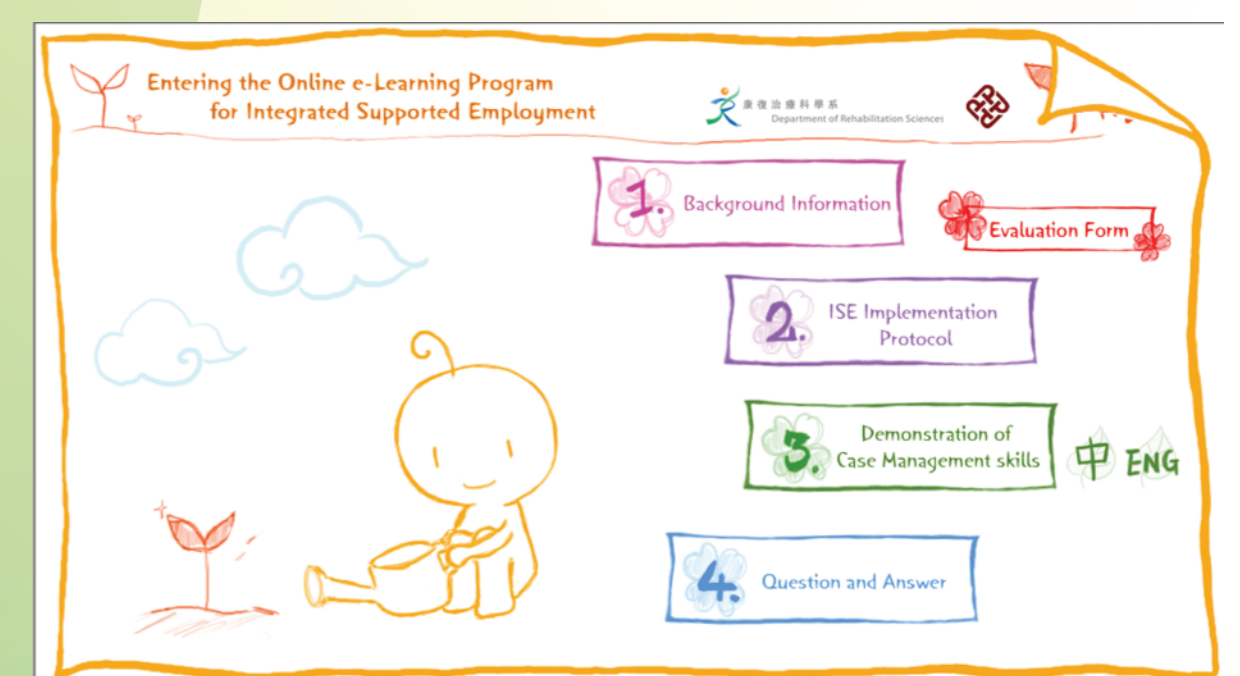 Entering the Online e-Learning Program
for Integrated Supported Employment
康復治療科學系
Department of Rehabilitation Sciences
1. Background Information
Evaluation Form
2. ISE Implementation
Protocol
3. Demonstration of
Case Management skills
中 ENG
4. Question and Answer